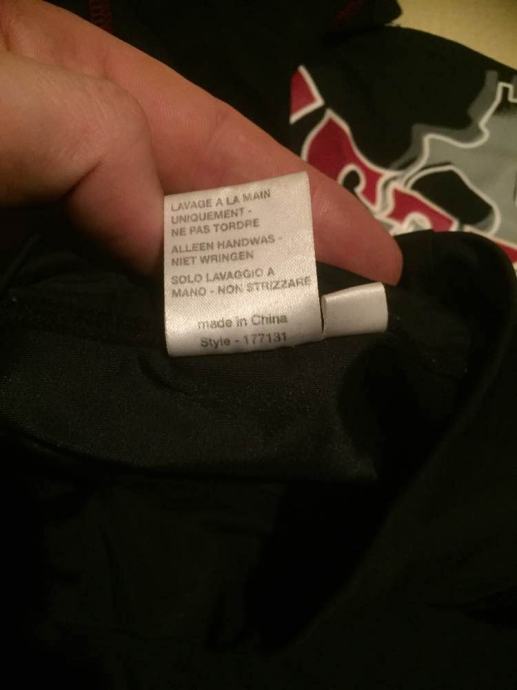 LAVAGE A LA MAIN
UNIQUEMENT -
NE PAS TORDRE
ALLEEN HANDWAS -
NIET WRINGEN
SOLO LAVAGGIO A
MANO - NON STRIZZARE
made in China
Style - 177131